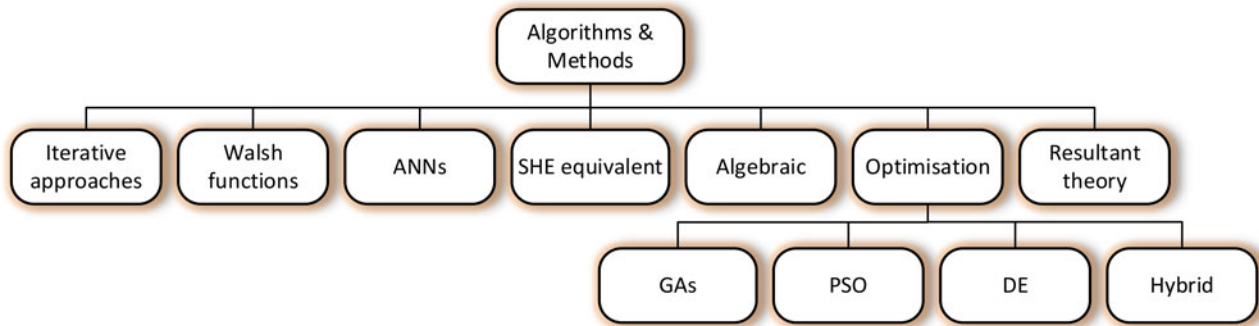 Algorithms &
Methods
Iterative
approaches
Walsh
functions
ANNs
SHE equivalent
Algebraic
Optimisation
Resultant
theory
GAs
PSO
DE
Hybrid